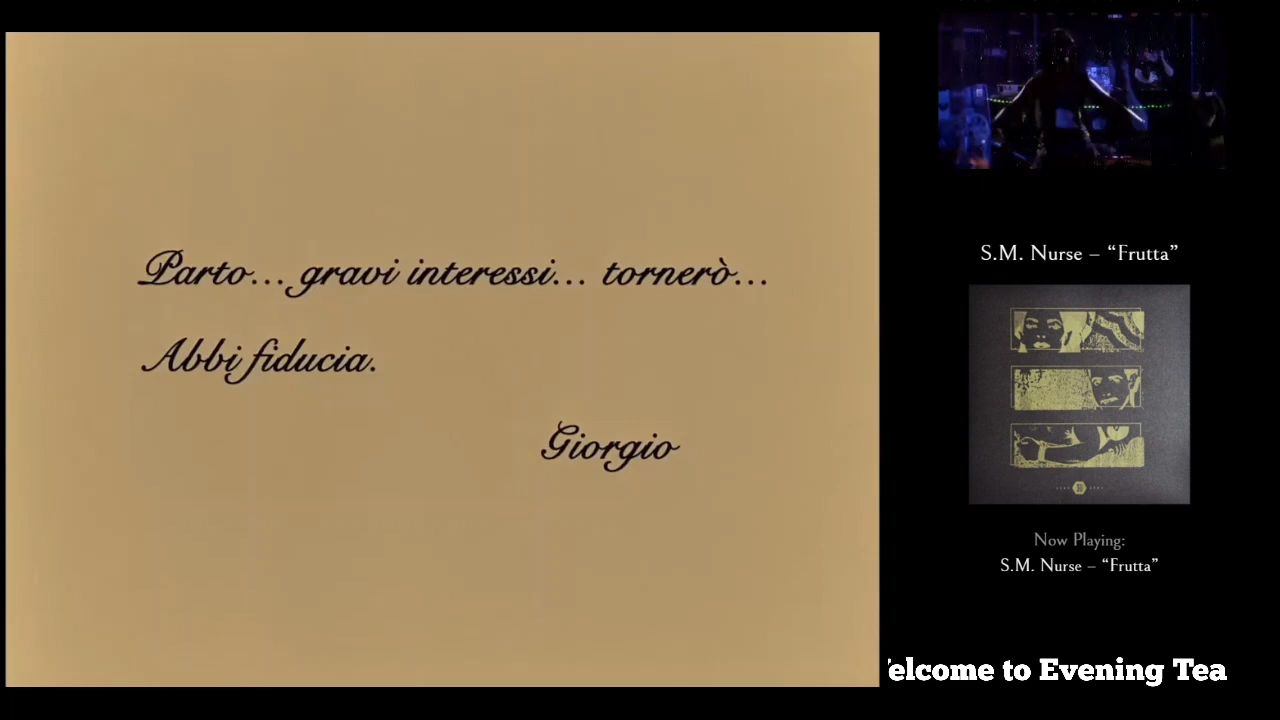 Parto... gravi interessi... tornerò...
Abbi fiducia.
Giorgio
S.M. Nurse – “Frutta”
Now Playing:
S.M. Nurse – “Frutta”
elcome to Evening Tea